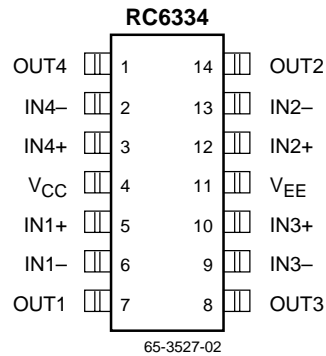 RC6334
OUT4 1 14 OUT2
IN4– 2 13 IN2–
IN4+ 3 12 IN2+
VCC 4 11 VEE
IN1+ 5 10 IN3+
IN1– 6 9 IN3–
OUT1 7 8 OUT3
65-3527-02